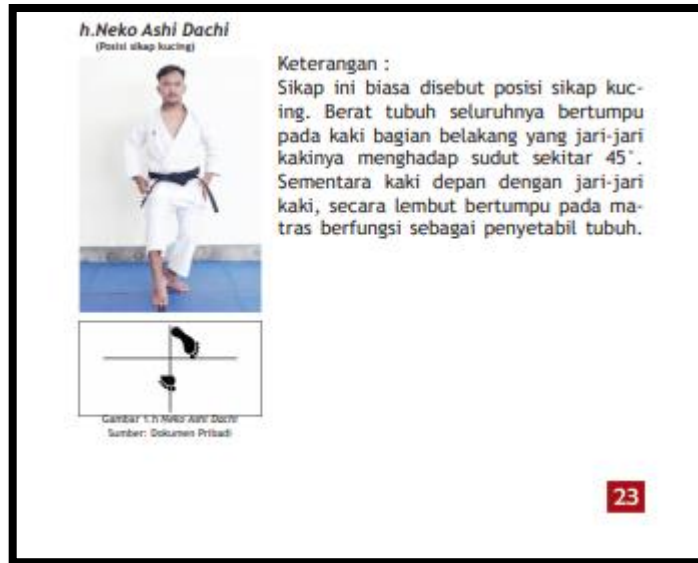 h.Neko Ashi Dachi
(Posisi sikap kucing)
Keterangan :
Sikap ini biasa disebut posisi sikap kuc-
ing. Berat tubuh seluruhnya bertumpu
pada kaki bagian belakang yang jari-jari
kakinya menghadap sudut sekitar 45°.
Sementara kaki depan dengan jari-jari
kaki, secara lembut bertumpu pada ma-
tras berfungsi sebagai penyetabil tubuh.
Gambar 1.h Neko Ashi Dachi
Sumber: Dokumen Pribadi
23